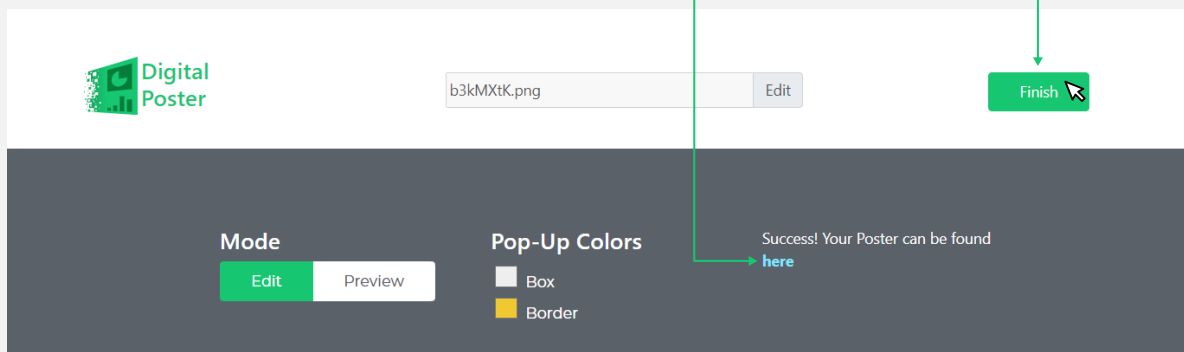 Digital
Poster
b3kMXtK.png
Edit
Finish
Mode
Edit
Preview
Pop-Up Colors
Box
Border
Success! Your Poster can be found
here